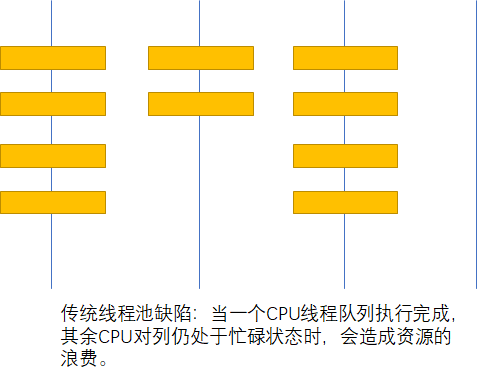 传统线程池缺陷：当一个CPU线程队列执行完成，
其余CPU对列仍处于忙碌状态时，会造成资源的
浪费。